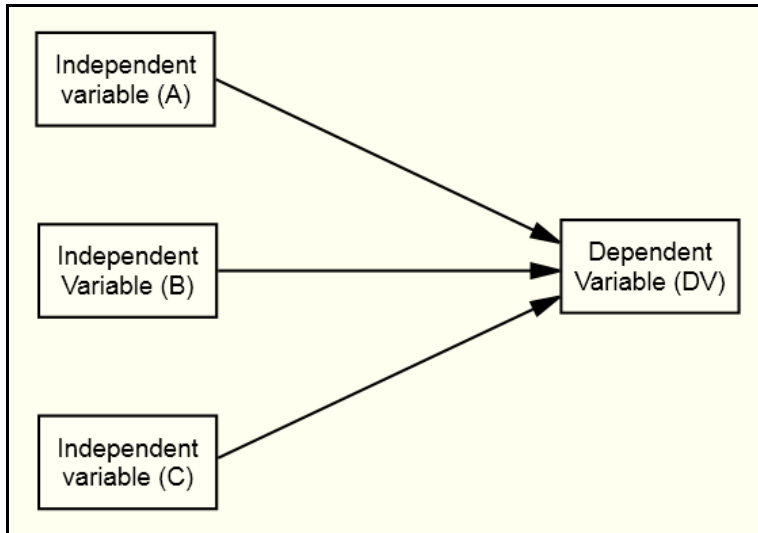 Independent
variable (A)
Independent
Variable (B)
Dependent
Variable (DV)
Independent
variable (C)